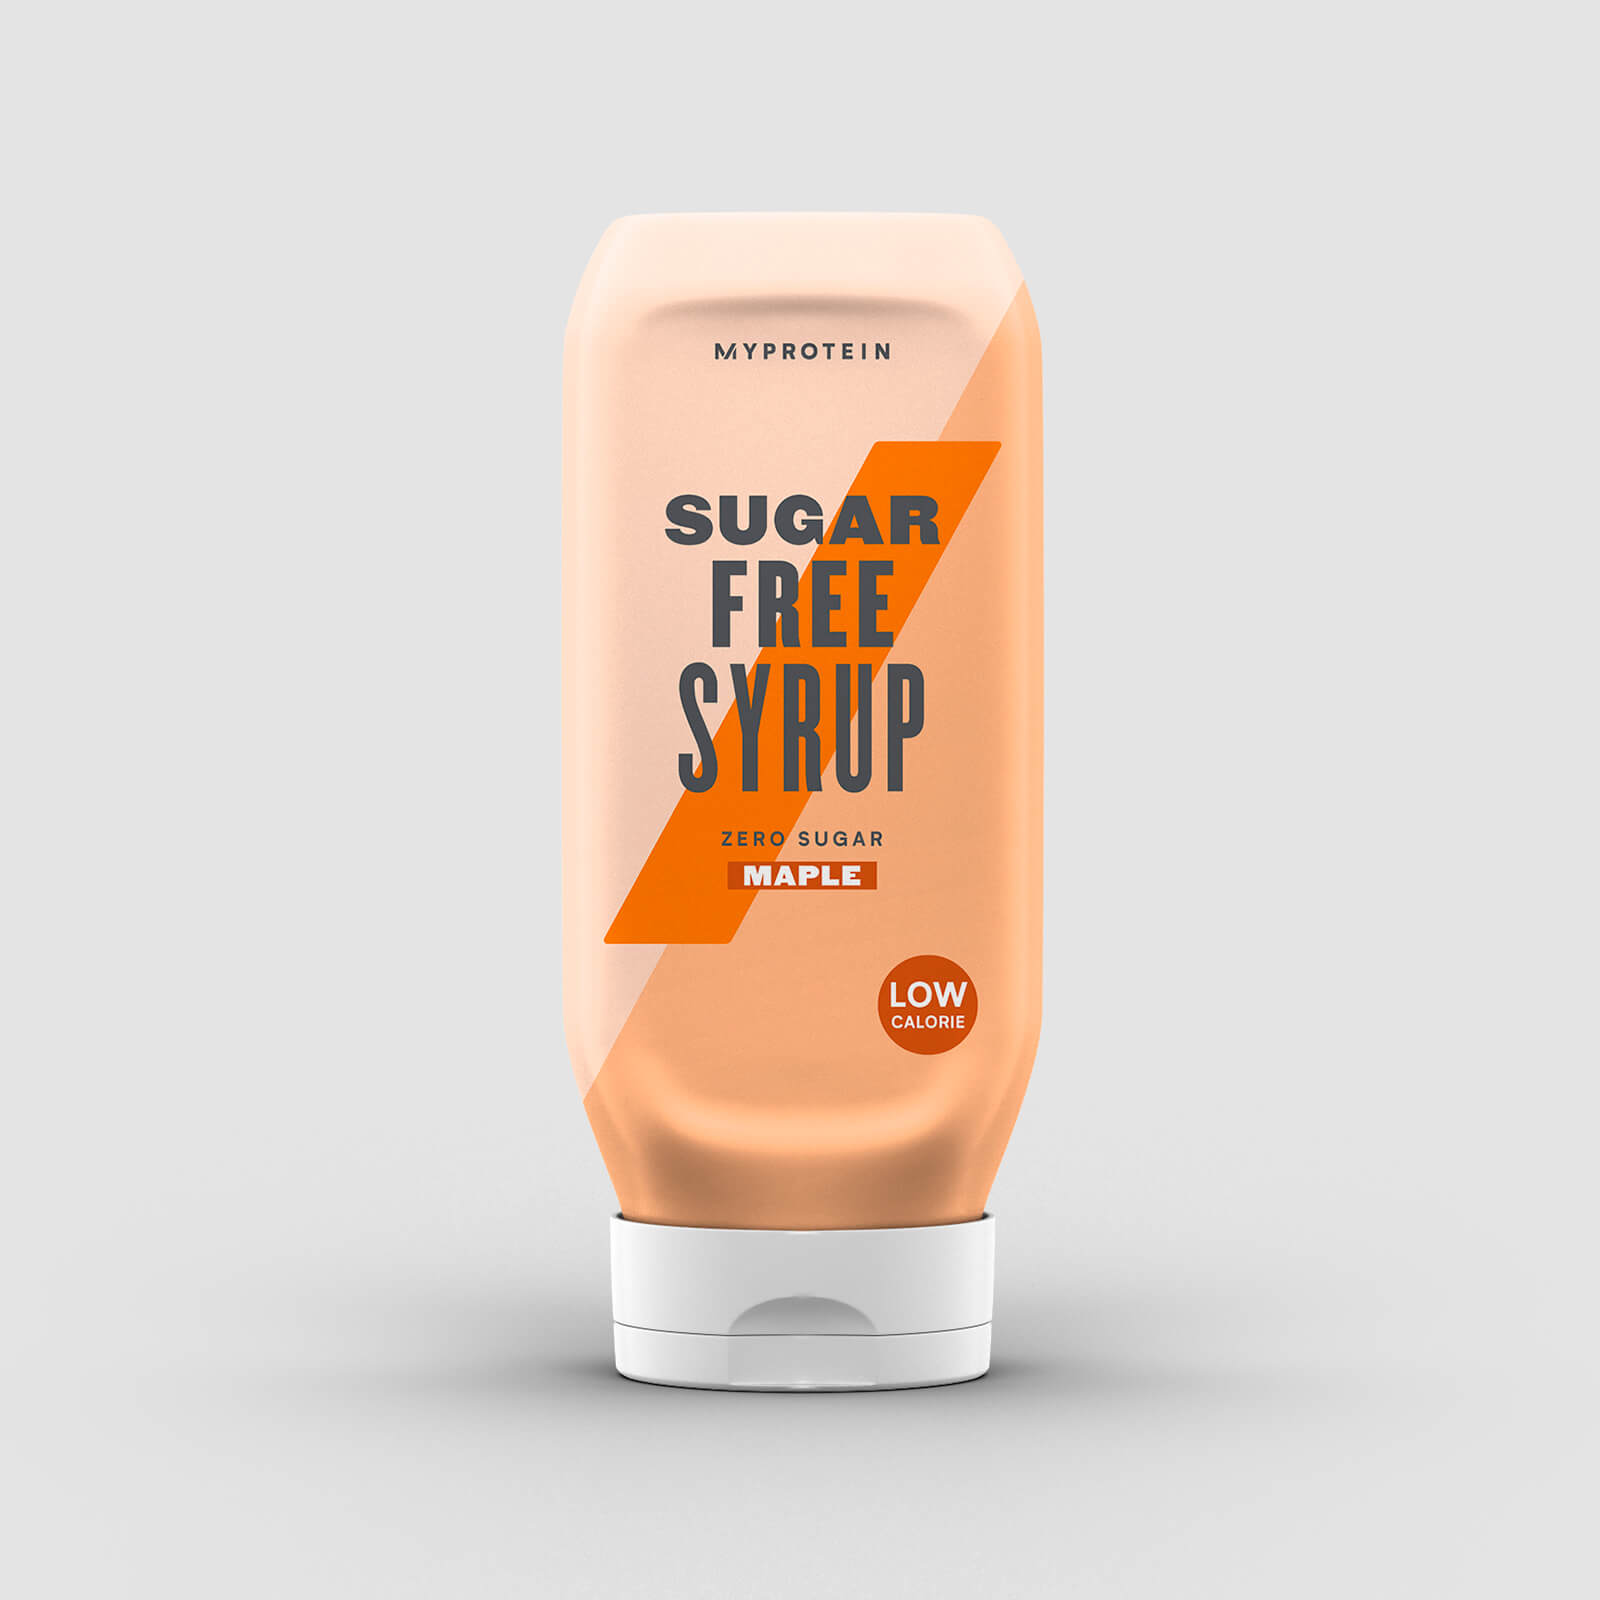 MYPROTEIN
SUGAR
FREE
SYRUP
ZERO SUGAR
MAPLE
LOW
CALORIE